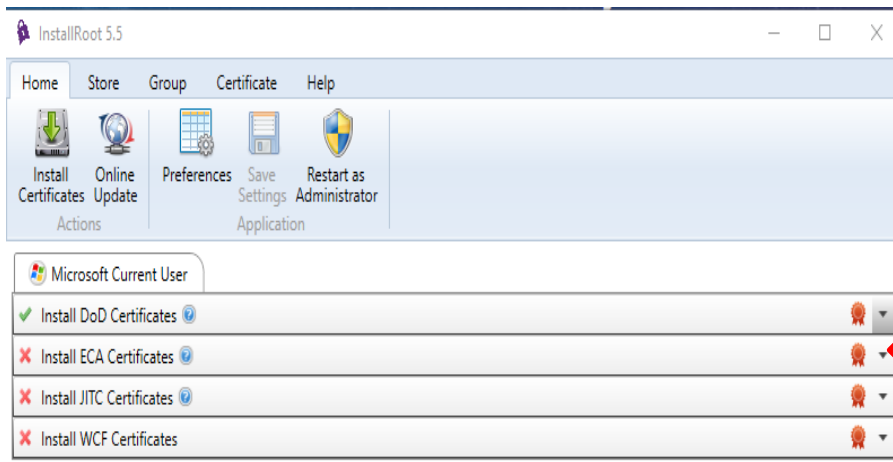 InstallRoot 5.5
Home Store Group Certificate Help
Install Certificates
Online Update
Preferences
Save Settings
Restart as Administrator
Actions
Application
Microsoft Current User
Install DoD Certificates
Install ECA Certificates
Install JITC Certificates
Install WCF Certificates